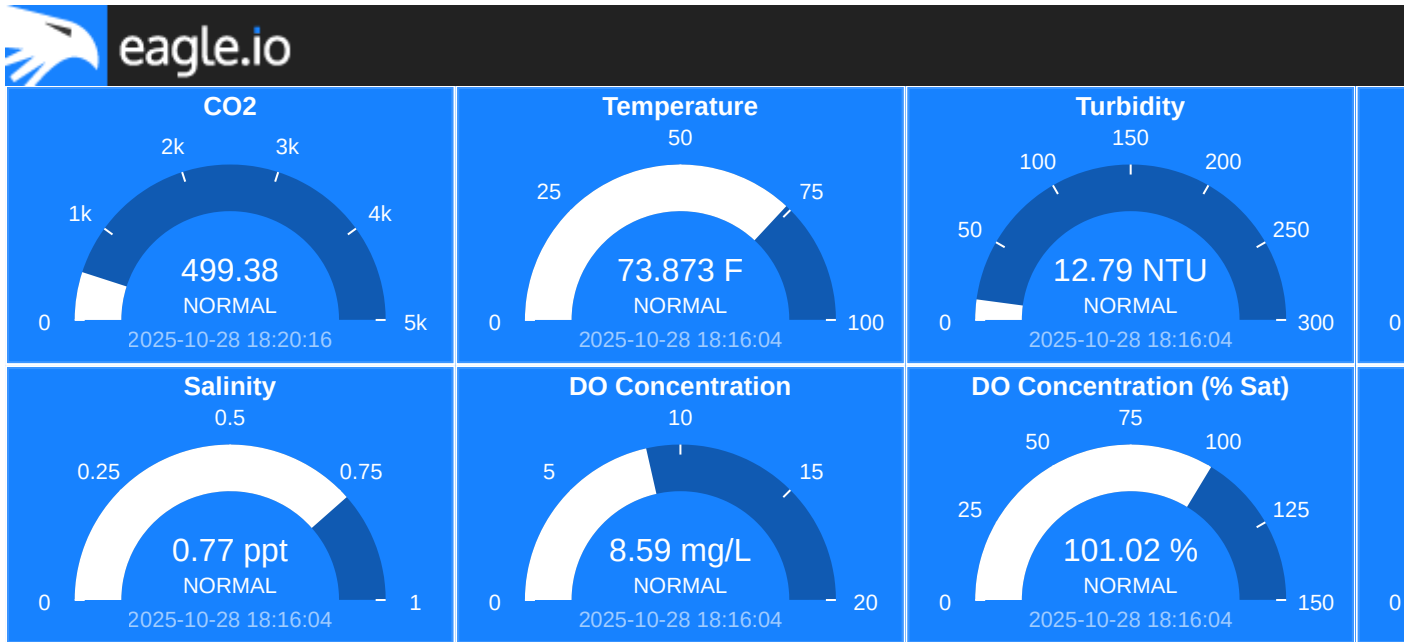 eagle.io
CO2
2k 3k
1k 4k
499.38
NORMAL
0 5k
2025-10-28 18:20:16
Temperature
50
25 75
73.873 F
NORMAL
0 100
2025-10-28 18:16:04
Turbidity
150
100 200
50 250
12.79 NTU
NORMAL
0 300
2025-10-28 18:16:04
0
Salinity
0.5
0.25 0.75
0.77 ppt
NORMAL
0 1
2025-10-28 18:16:04
DO Concentration
10
5 15
8.59 mg/L
NORMAL
0 20
2025-10-28 18:16:04
DO Concentration (% Sat)
75
50 100
25 125
101.02 %
NORMAL
0 150
2025-10-28 18:16:04
0